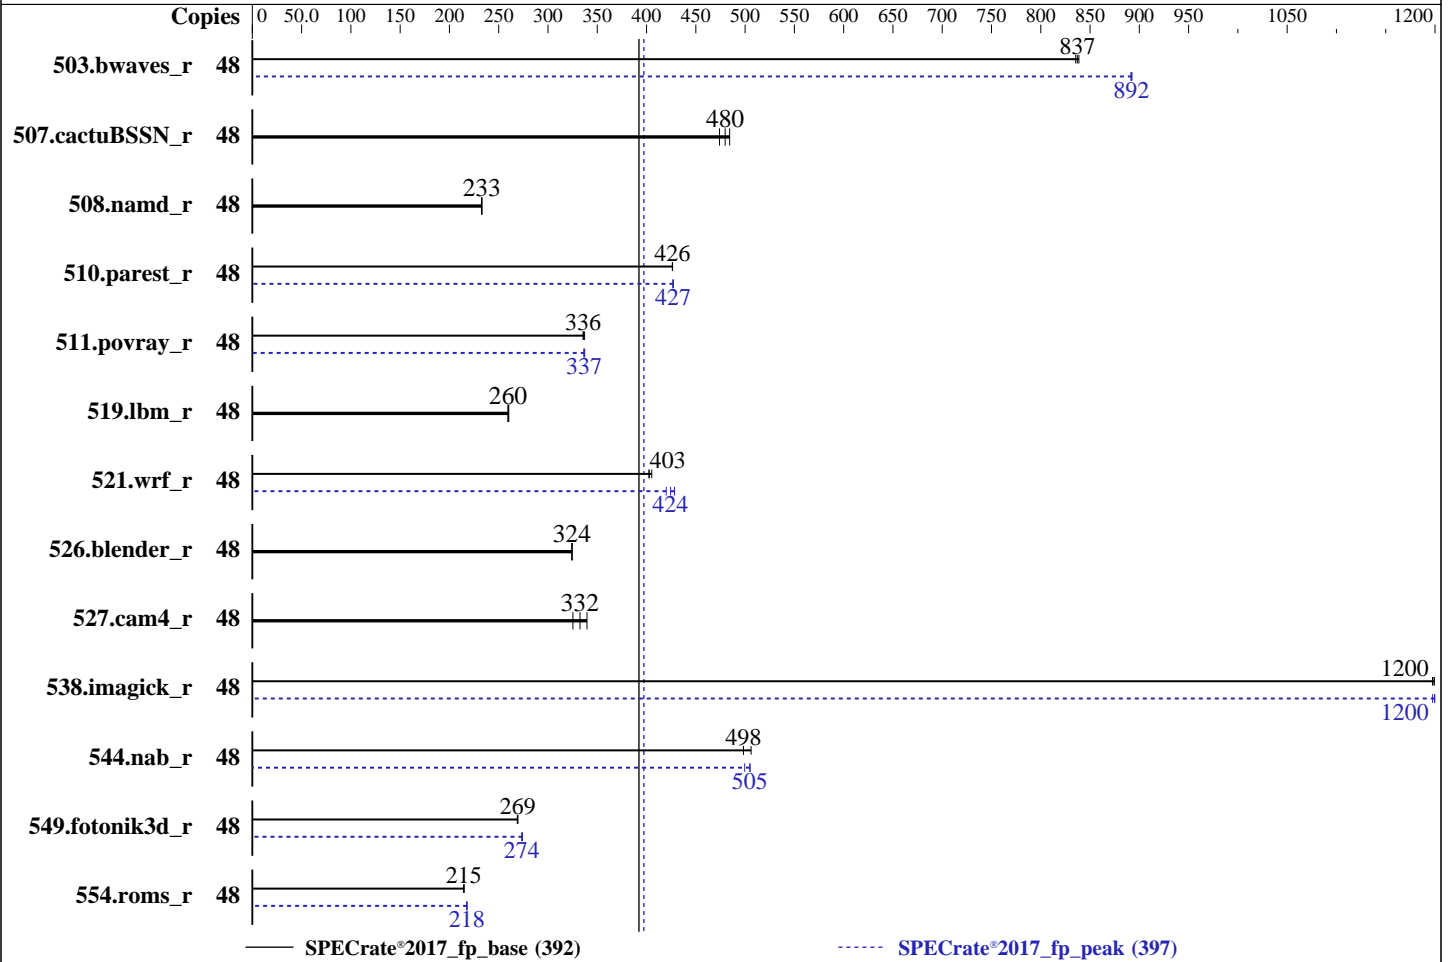 Copies 0 50.0 100 150 200 250 300 350 400 450 500 550 600 650 700 750 800 850 900 950 1050 1200
503.bwaves_r 48 837
892
507.cactuBSSN_r 48 480
508.namd_r 48 233
510.parest_r 48 426
427
511.povray_r 48 336
337
519.lbm_r 48 260
521.wrf_r 48 403
424
526.blender_r 48 324
527.cam4_r 48 332
538.imagick_r 48 1200
1200
544.nab_r 48 498
505
549.fotonik3d_r 48 269
274
554.roms_r 48 215
218
SPECrate®2017_fp_base (392) SPECrate®2017_fp_peak (397)